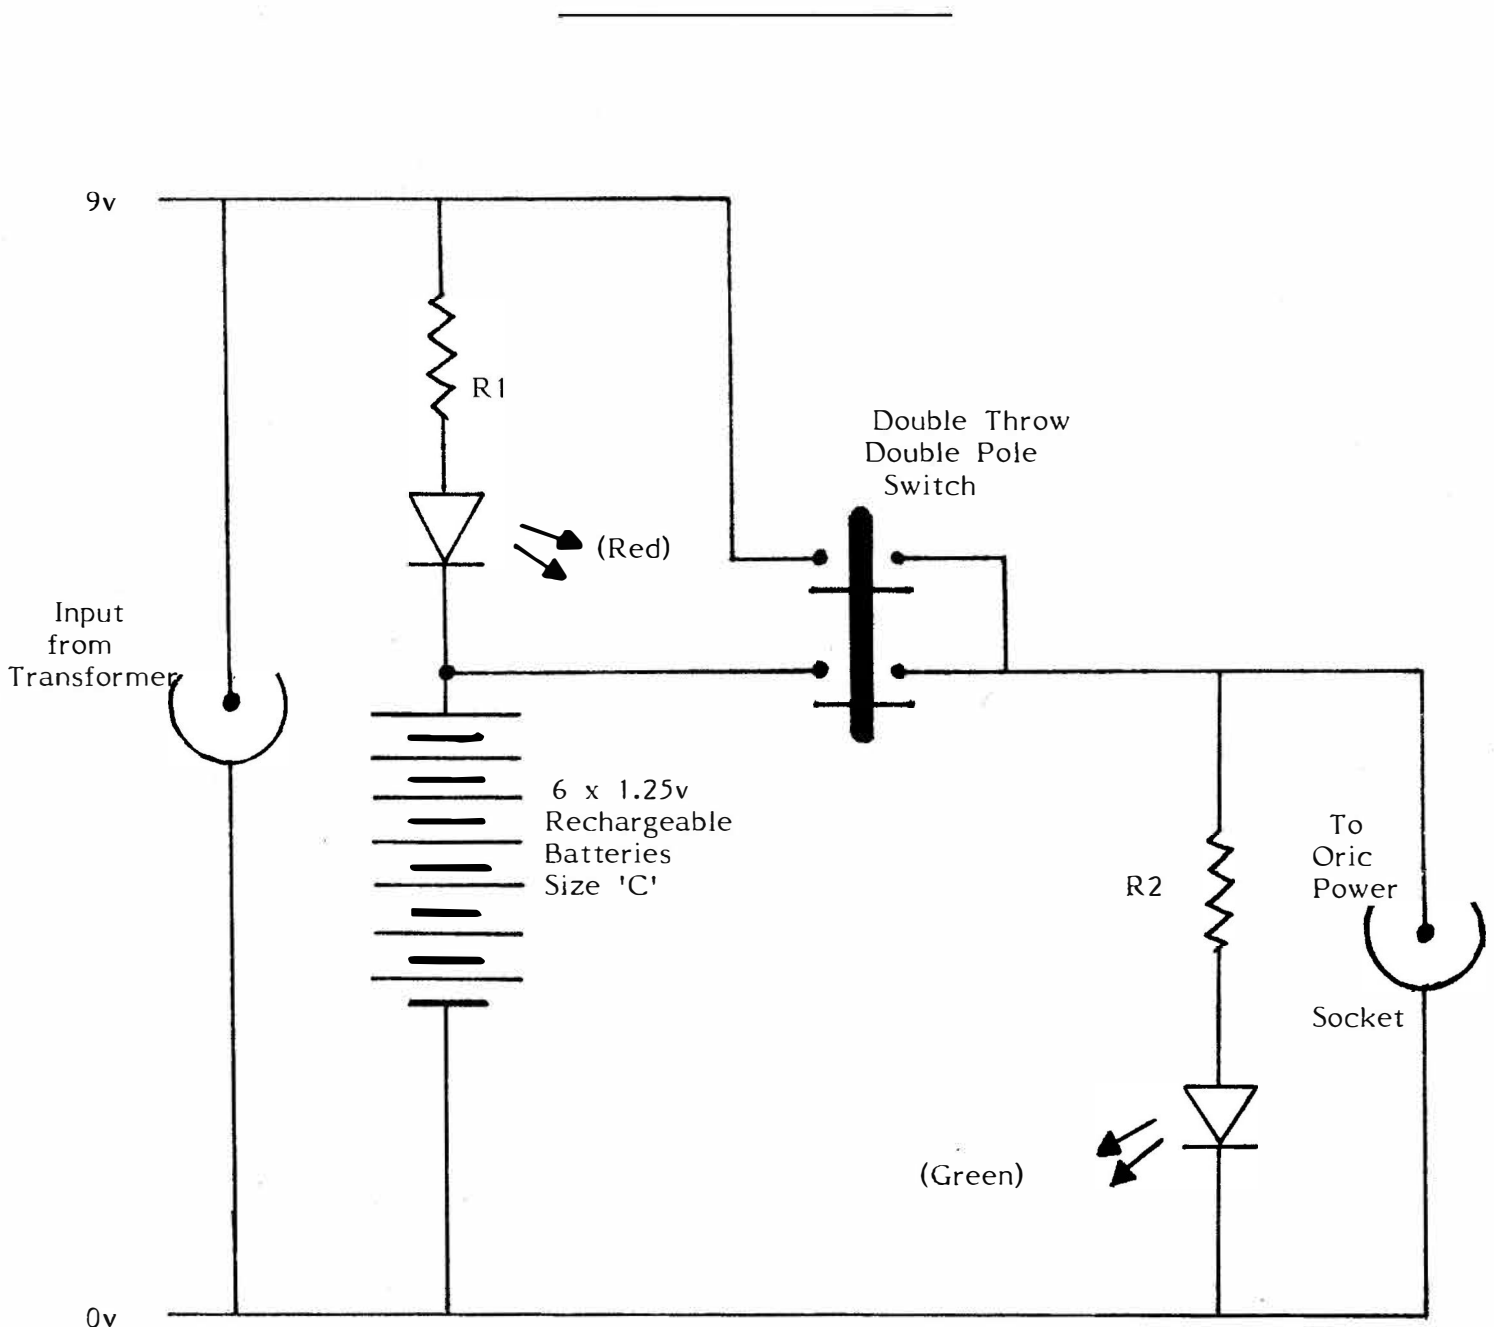 9v
R1
Double Throw
Double Pole
Switch
(Red)
Input
from
Transformer
6 x 1.25v
Rechargeable
Batteries
Size 'C'
To
Oric
Power
R2
Socket
(Green)
0v